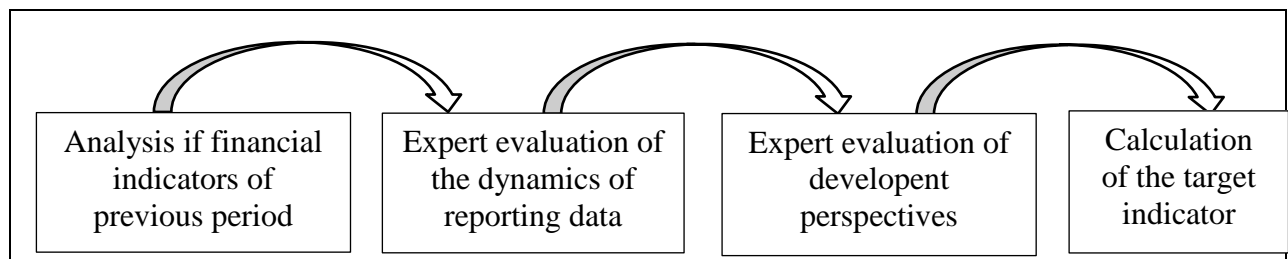 Analysis if financial
indicators of
previous period
Expert evaluation of
the dynamics of
reporting data
Expert evaluation of
developent
perspectives
Calculation
of the target
indicator